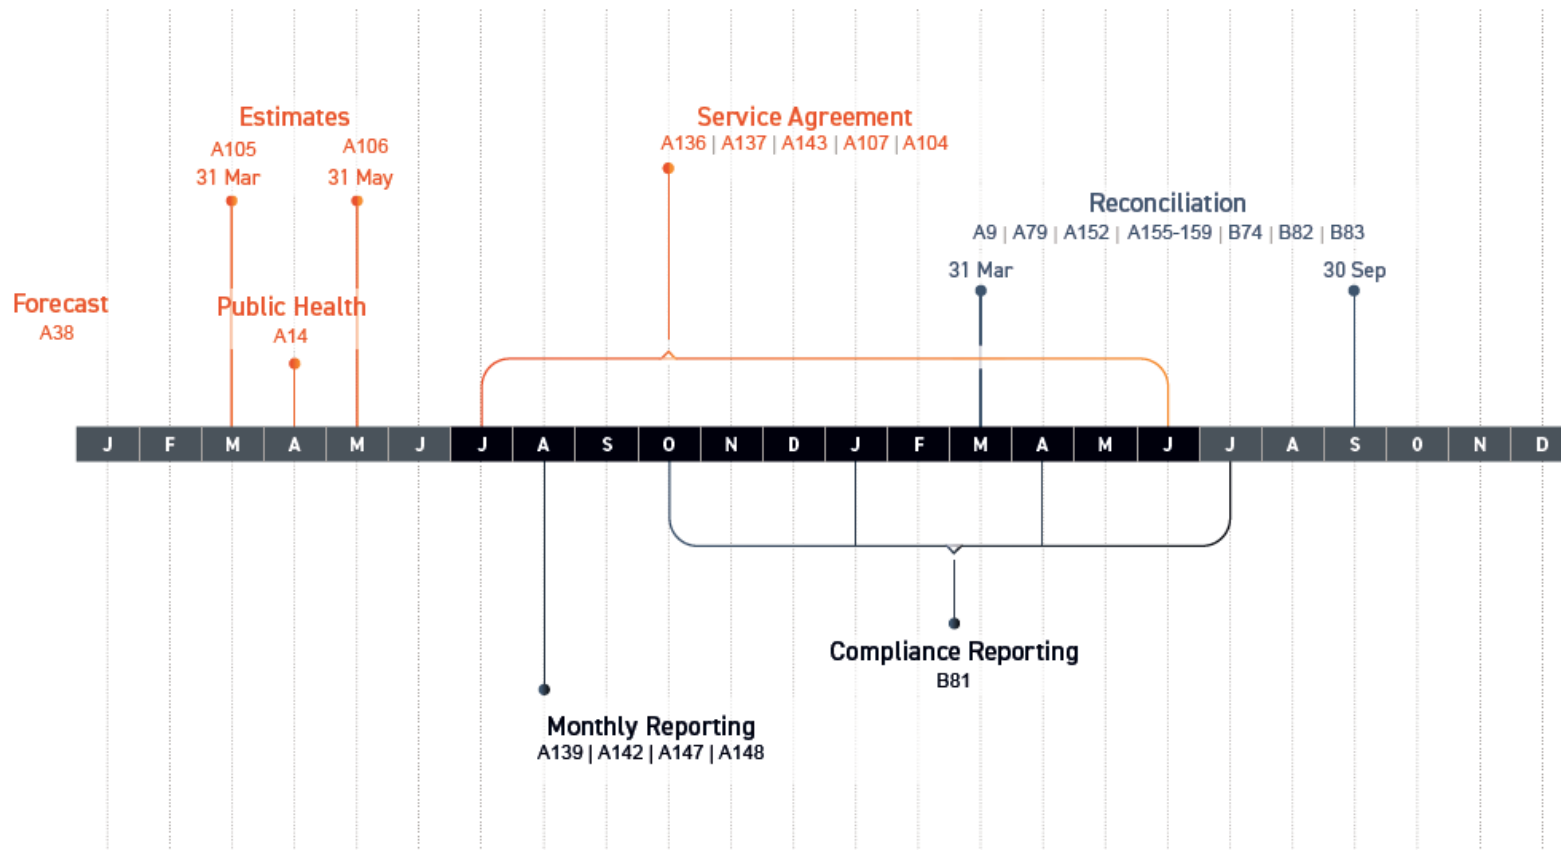 Estimates
A105
31 Mar
A106
31 May
Service Agreement
A136 | A137 | A143 | A107 | A104
Reconciliation
A9 | A79 | A152 | A155-159 | B74 | B82 | B83
31 Mar
30 Sep
Forecast
A38
Public Health
A14
J F M A M J J A S O N D J F M A M J J A S O N D
Compliance Reporting
B81
Monthly Reporting
A139 | A142 | A147 | A148